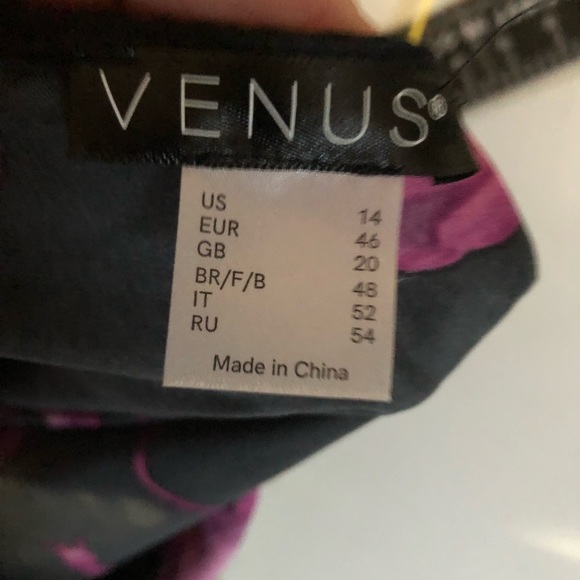 VENUS®
US 14
EUR 46
GB 20
BR/F/B 48
IT 52
RU 54
Made in China